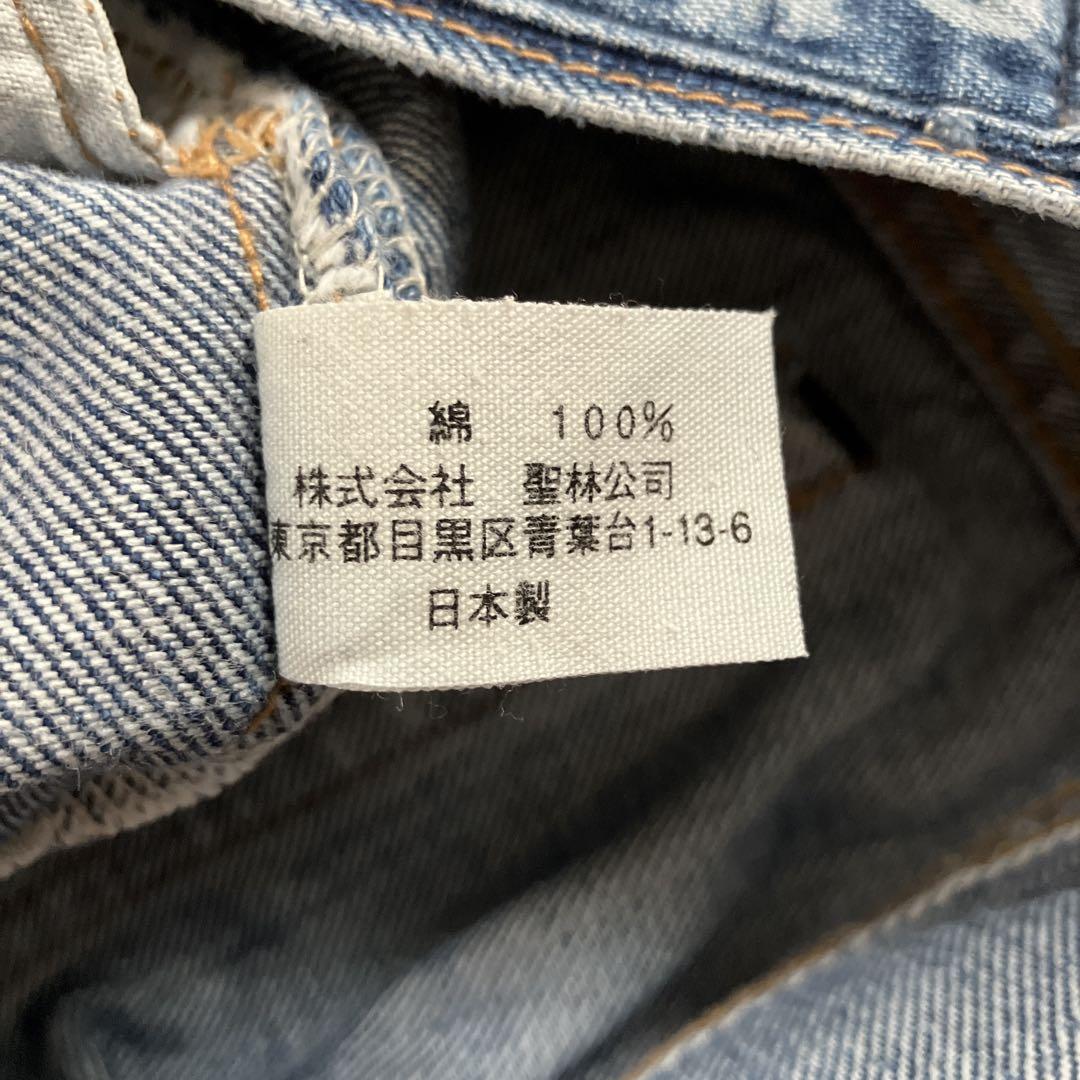 綿 100%
株式会社 聖林公司
東京都目黒区青葉台1-13-6
日本製